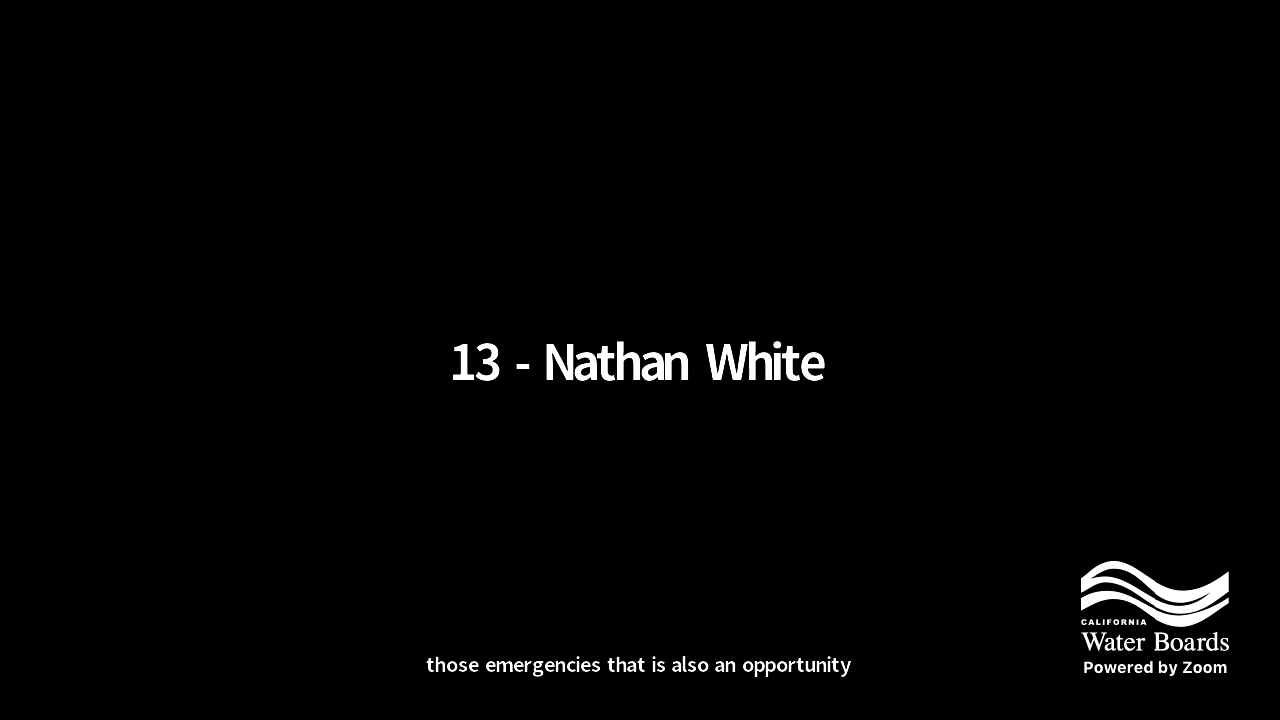 13 - Nathan White
CALIFORNIA
Water Boards
those emergencies that is also an opportunity
Powered by Zoom